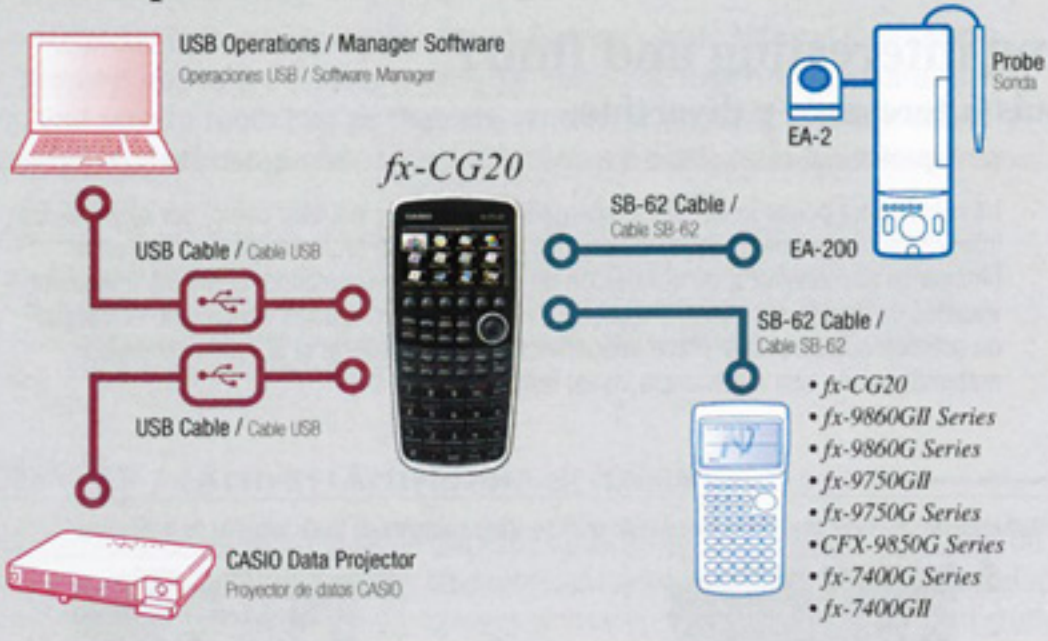 USB Operations / Manager Software
Operaciones USB / Software Manager
Probe
Sonda
EA-2
fx-CG20
SB-62 Cable /
Cable SB-62
EA-200
USB Cable / Cable USB
SB-62 Cable /
Cable SB-62
USB Cable / Cable USB
• fx-CG20
• fx-9860GII Series
• fx-9860G Series
• fx-9750GII
• fx-9750G Series
• CFX-9850G Series
• fx-7400G Series
• fx-7400GII
CASIO Data Projector
Proyector de datos CASIO